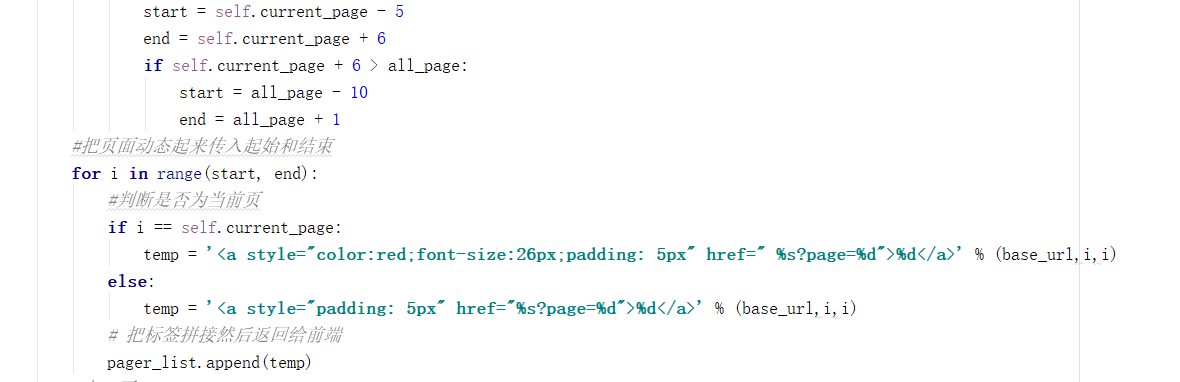 start = self.current_page - 5
end = self.current_page + 6
if self.current_page + 6 > all_page:
start = all_page - 10
end = all_page + 1
#把页面动态起来传入起始和结束
for i in range(start, end):
#判断是否为当前页
if i == self.current_page:
temp = '<a style="color:red;font-size:26px;padding: 5px" href=" %s?page=%d">%d</a>' % (base_url,i,i)
else:
temp = '<a style="padding: 5px" href="%s?page=%d">%d</a>' % (base_url,i,i)
# 把标签拼接然后返回给前端
pager_list.append(temp)